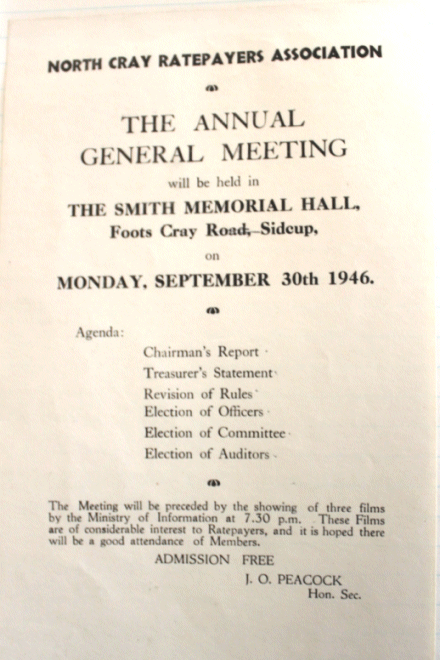 NORTH CRAY RATEPAYERS ASSOCIATION
THE ANNUAL
GENERAL MEETING
will be held in
THE SMITH MEMORIAL HALL,
Foots Cray Road, Sidcup,
on
MONDAY, SEPTEMBER 30th 1946.
Agenda:
Chairman's Report
Treasurer's Statement
Revision of Rules
Election of Officers
Election of Committee
Election of Auditors
The Meeting will be preceded by the showing of three films
by the Ministry of Information at 7.30 p.m. These Films
are of considerable interest to Ratepayers, and it is hoped there
will be a good attendance of Members.
ADMISSION FREE
J. O. PEACOCK
Hon. Sec.